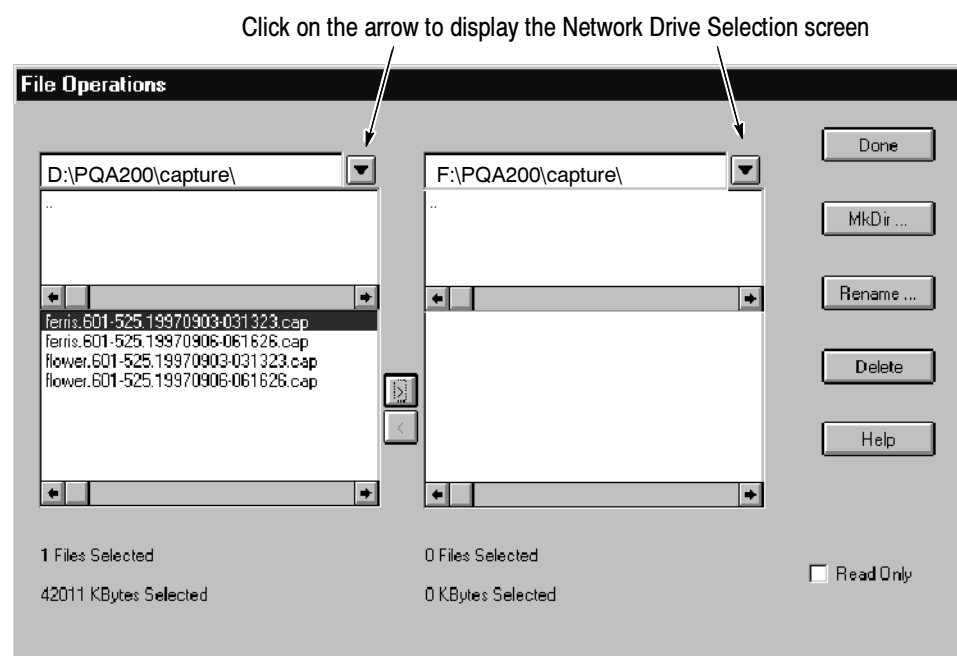 Click on the arrow to display the Network Drive Selection screen
File Operations
D:\PQA200\capture\
..
ferris.601-525.19970903-031323.cap
ferris.601-525.19970906-061626.cap
flower.601-525.19970903-031323.cap
flower.601-525.19970906-061626.cap
1 Files Selected
42011 KBytes Selected
>
<
F:\PQA200\capture\
..
0 Files Selected
0 KBytes Selected
Done
MkDir ...
Rename ...
Delete
Help
Read Only